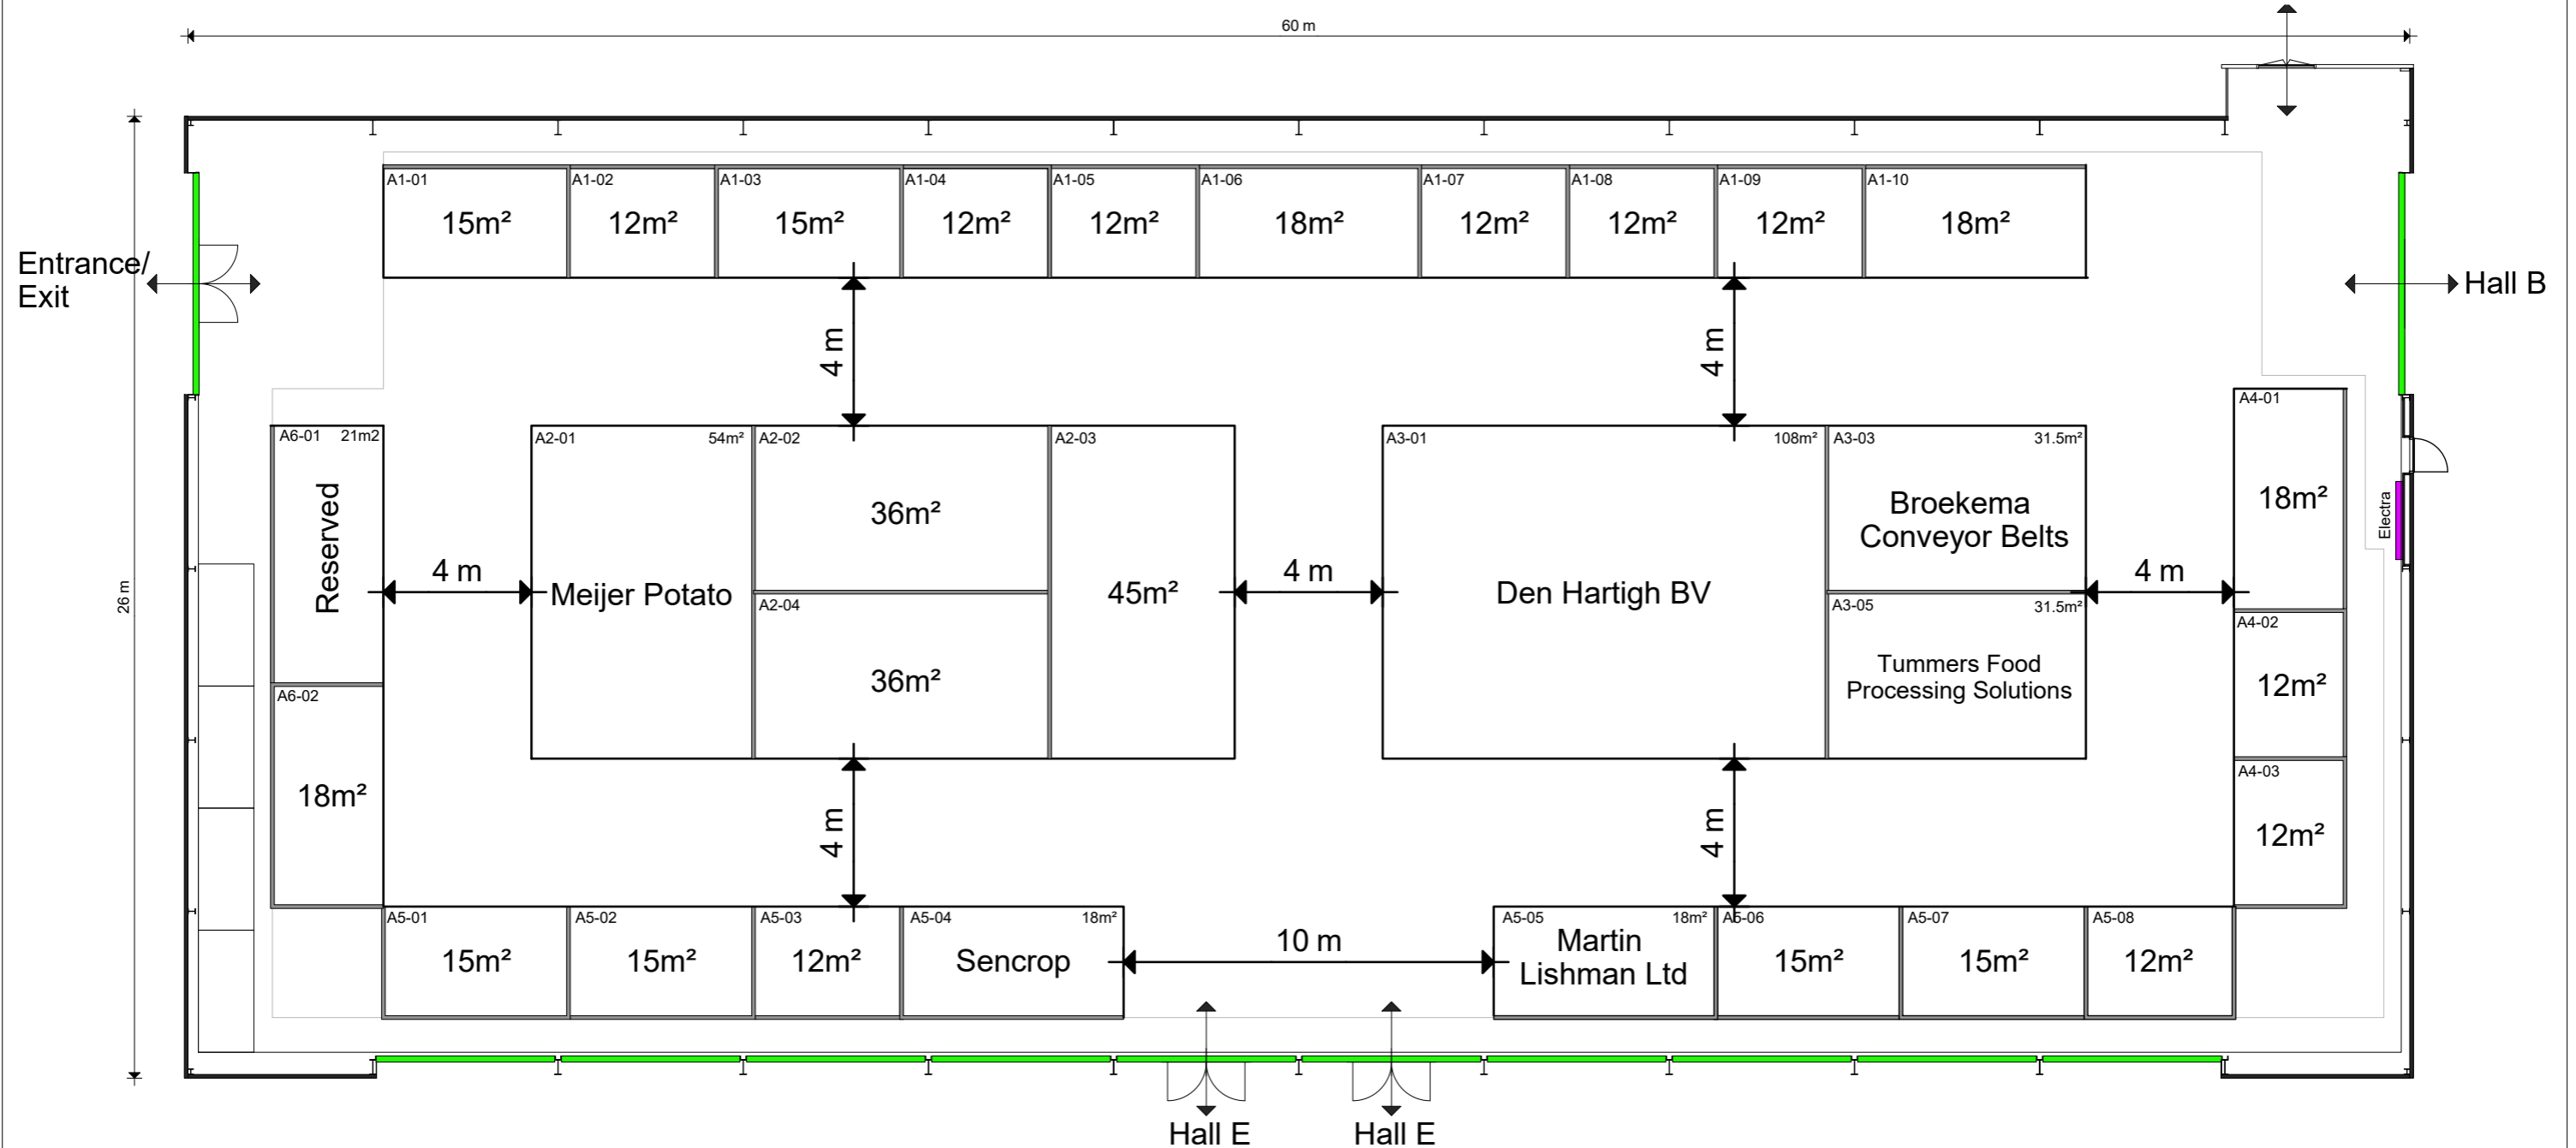 60 m
26 m
Entrance/
Exit
Hall B
A1-01
15m²
A1-02
12m²
A1-03
15m²
A1-04
12m²
A1-05
12m²
A1-06
18m²
A1-07
12m²
A1-08
12m²
A1-09
12m²
A1-10
18m²
4 m
4 m
A6-01 21m2
Reserved
A6-02
18m²
4 m
A2-01 54m²
Meijer Potato
A2-02
36m²
A2-03
45m²
A2-04
36m²
4 m
A3-01 108m²
Den Hartigh BV
A3-03 31.5m²
Broekema
Conveyor Belts
A3-05 31.5m²
Tummers Food
Processing Solutions
4 m
A4-01
18m²
A4-02
12m²
A4-03
12m²
Electra
4 m
4 m
A5-01
15m²
A5-02
15m²
A5-03
12m²
A5-04 18m²
Sencrop
10 m
A5-05 18m²
Martin
Lishman Ltd
A5-06
15m²
A5-07
15m²
A5-08
12m²
Hall E
Hall E